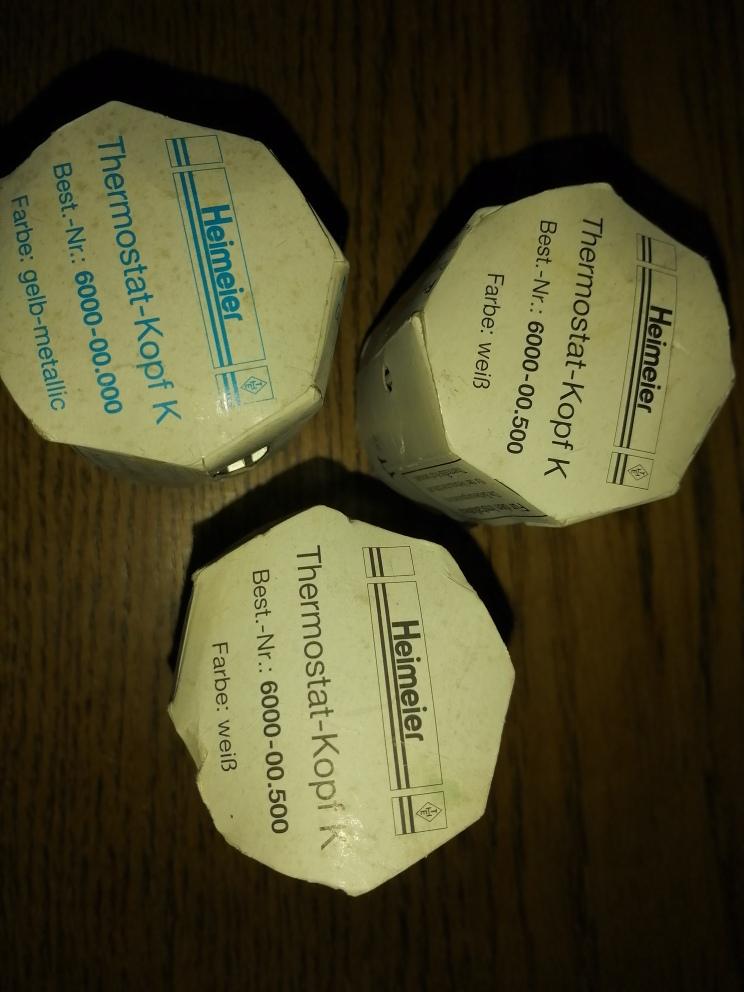 Heimeier
Thermostat-Kopf K
Best.-Nr.: 6000-00.000
Farbe: gelb-metallic
Heimeier
Thermostat-Kopf K
Best.-Nr.: 6000-00.500
Farbe: weiß
Heimeier
Thermostat-Kopf K
Best.-Nr.: 6000-00.500
Farbe: weiß